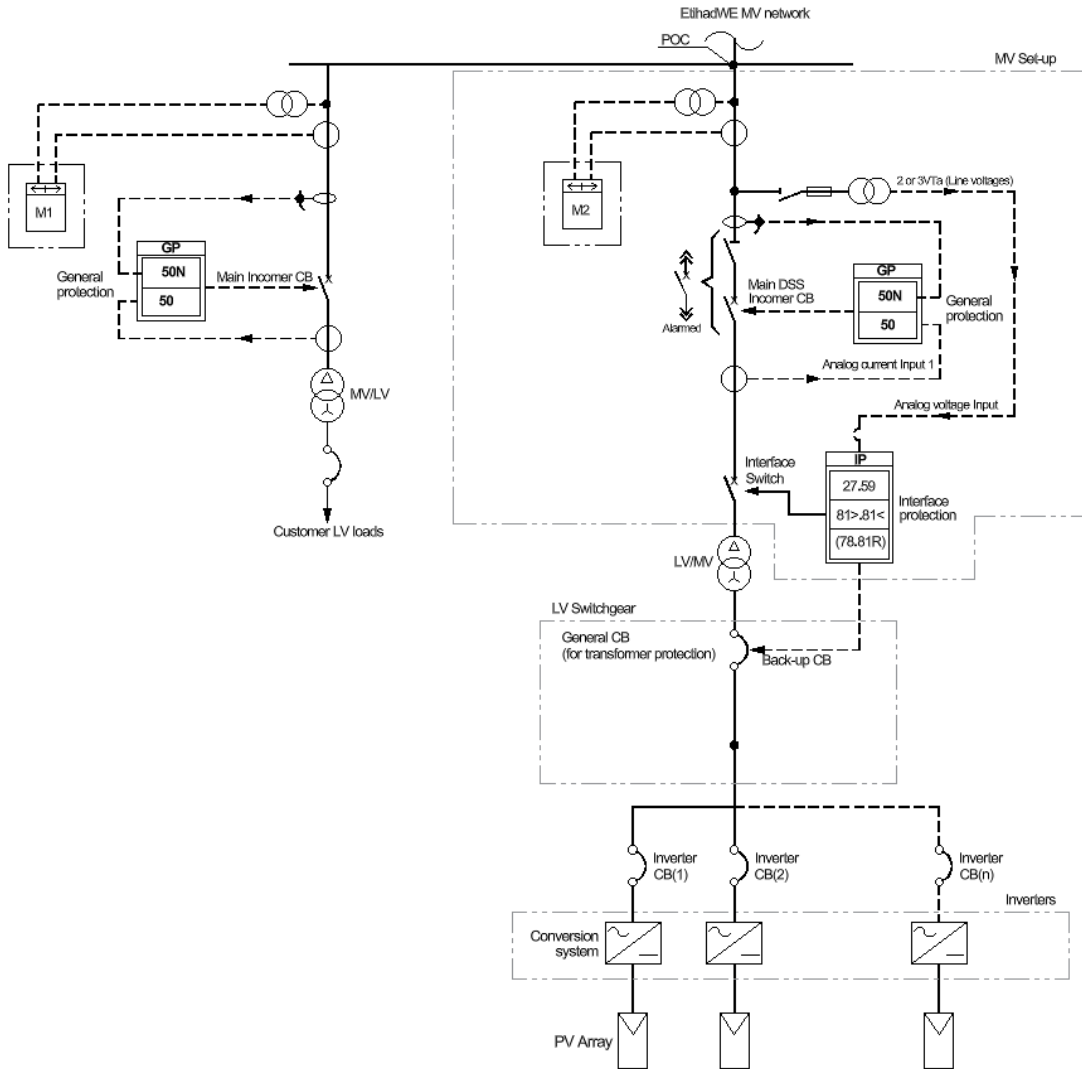 EtihadWE MV network
POC
MV Set-up
M1
M2
2 or 3VTa (Line voltages)
GP
50N
50
General
protection
Main Incomer CB
Main DSS
Incomer CB
Alarmed
GP
50N
50
General
protection
Analog current Input 1
MV/LV
Analog voltage Input
Customer LV loads
Interface
Switch
IP
27.59
81>.81<
(78.81R)
Interface
protection
LV/MV
LV Switchgear
General CB
(for transformer protection)
Back-up CB
Inverter
CB(1)
Inverter
CB(2)
Inverter
CB(n)
Inverters
Conversion
system
PV Array